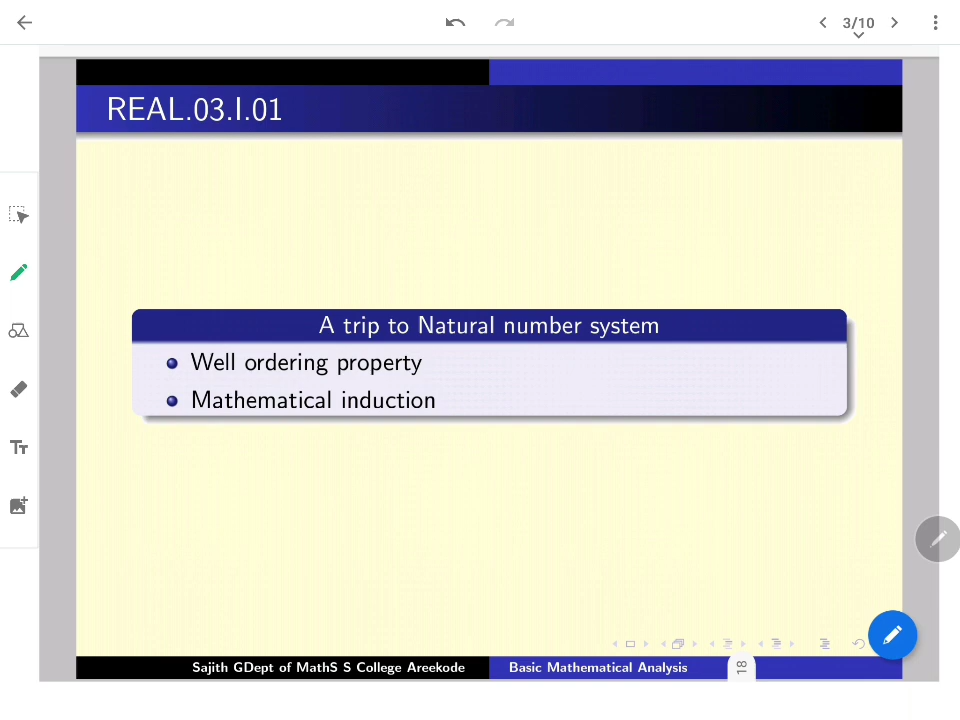 3/10
REAL.03.I.01
A trip to Natural number system
Well ordering property
Mathematical induction
Sajith GDept of MathS S College Areekode
Basic Mathematical Analysis
18
Tт